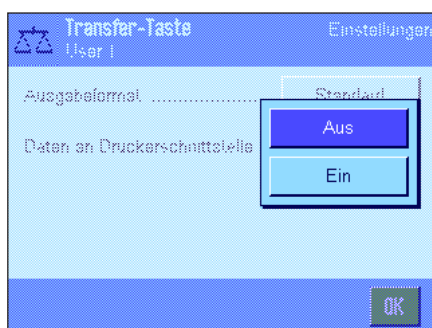 Transfer-Taste
Einstellungen
User 1
Ausgabeformat .................... Standard
Aus
Daten an Druckerschnittstelle
Ein
OK